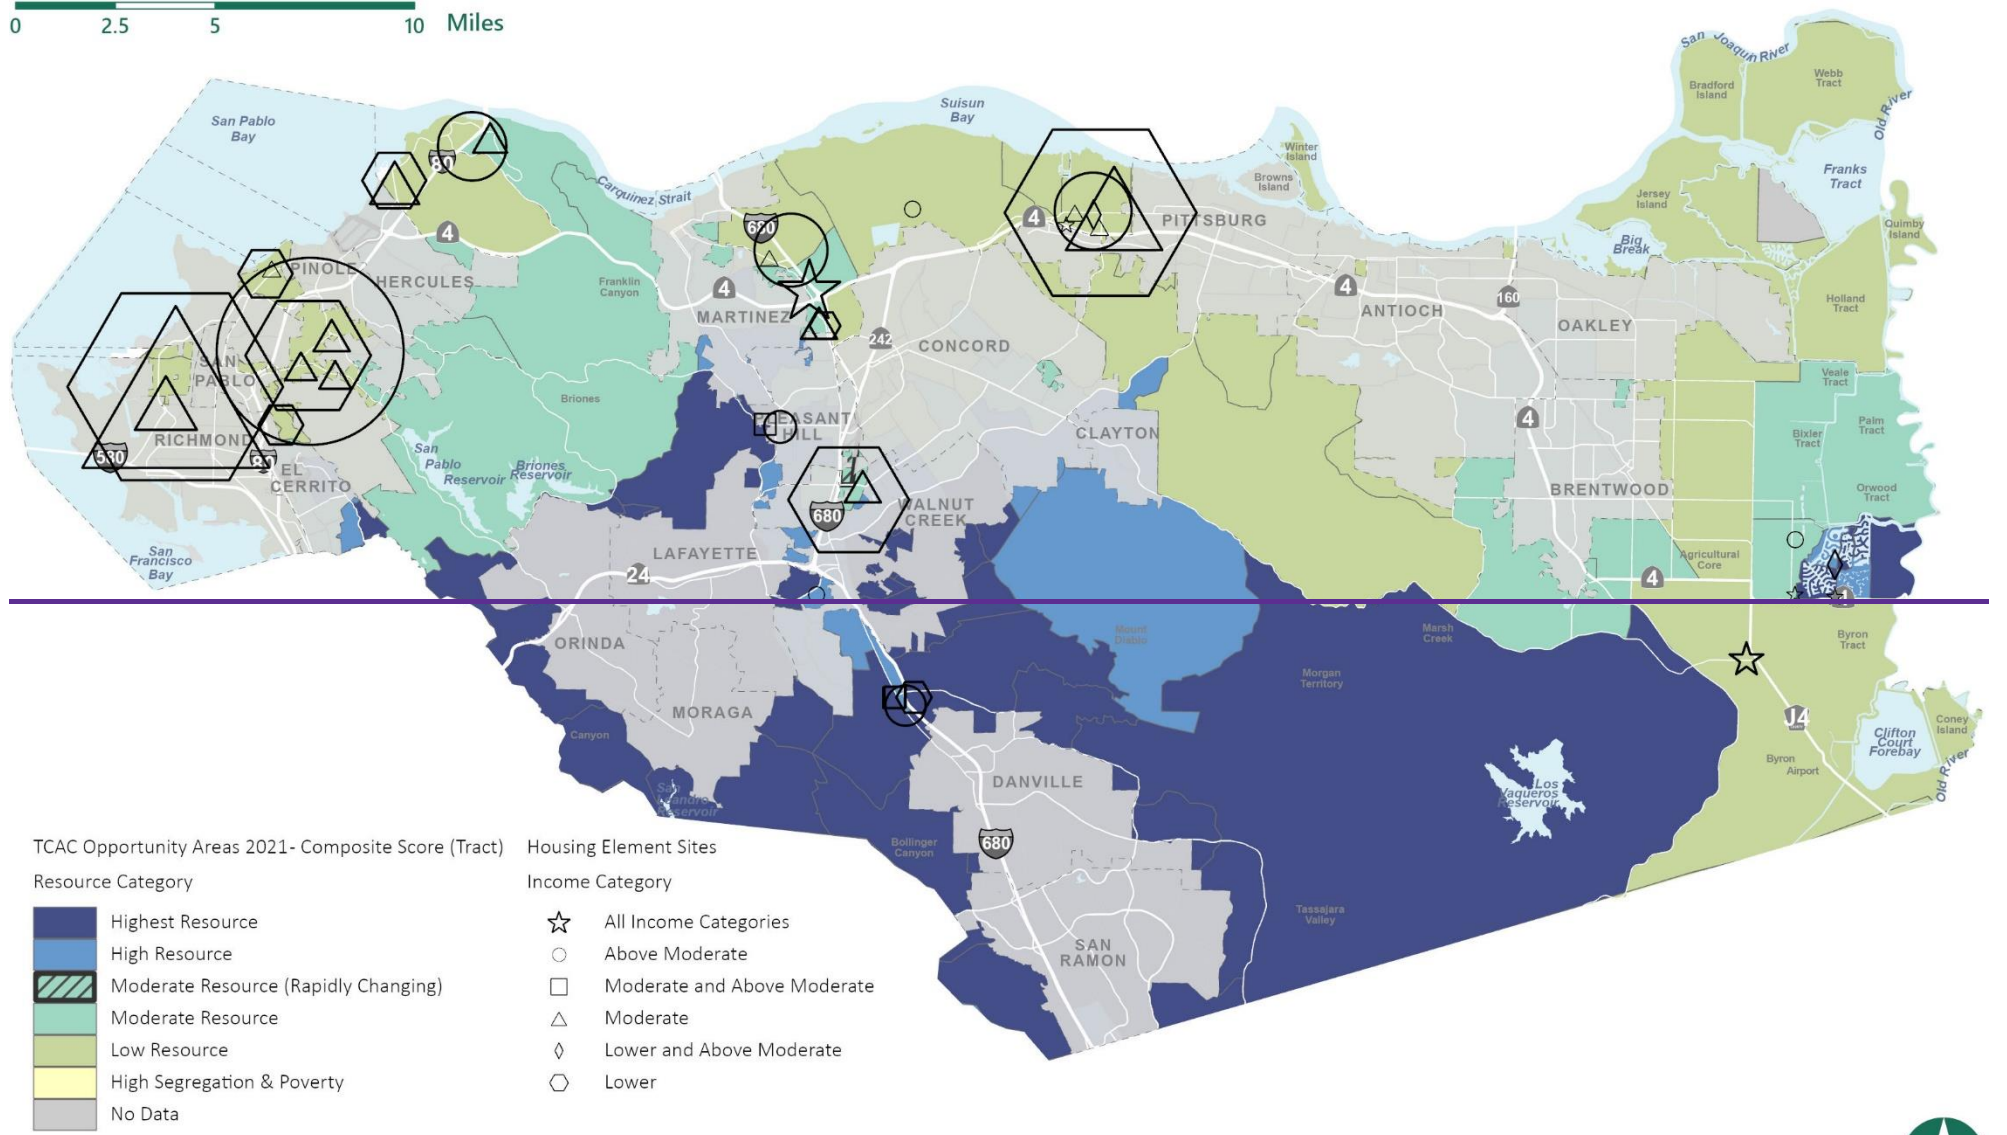 0 2.5 5 10 Miles
San Joaquin River
Webb
Tract
Bradford
Island
Old River
Suisun
Bay
San Pablo
Bay
Winter
Island
Browns
Island
Franks
Tract
Jersey
Island
Quimby
Island
Big
Break
Carquinez Strait
80
4
680
4
PITTSBURG
PINOLE
HERCULES
Franklin
Canyon
4
MARTINEZ
242
CONCORD
4
ANTIOCH
160
OAKLEY
Holland
Tract
SAN
PABLO
Briones
RICHMOND
580
80
EL
CERRITO
San
Pablo
Reservoir
Briones
Reservoir
PLEASANT
HILL
CLAYTON
4
Veale
Tract
Palm
Tract
Bixler
Tract
Orwood
Tract
BRENTWOOD
WALNUT
CREEK
680
San
Francisco
Bay
LAFAYETTE
24
Agricultural
Core
4
ORINDA
Mount
Diablo
Marsh
Creek
Byron
Tract
Morgan
Territory
MORAGA
Canyon
J4
Coney
Island
Clifton
Court
Forebay
Old River
Byron
Airport
DANVILLE
Los
Vaqueros
Reservoir
San
Leandro
Reservoir
Bollinger
Canyon
680
Tassajara
Valley
SAN
RAMON
TCAC Opportunity Areas 2021- Composite Score (Tract)
Resource Category
Highest Resource
High Resource
Moderate Resource (Rapidly Changing)
Moderate Resource
Low Resource
High Segregation & Poverty
No Data
Housing Element Sites
Income Category
All Income Categories
Above Moderate
Moderate and Above Moderate
Moderate
Lower and Above Moderate
Lower